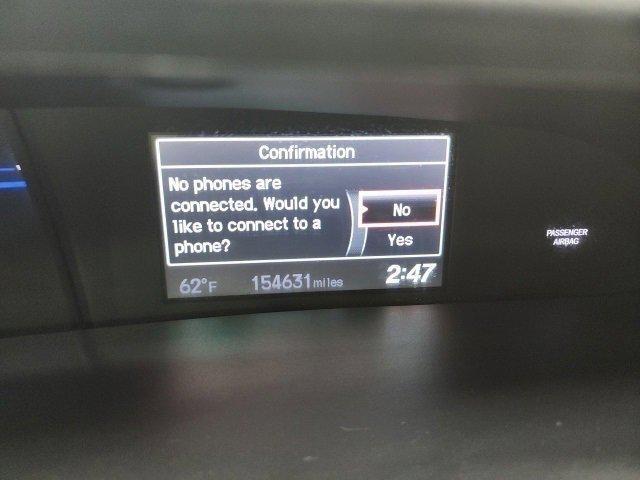 Confirmation
No phones are
connected. Would you
like to connect to a
phone?
No
Yes
62°F 154631 miles 2:47
PASSENGER
AIRBAG